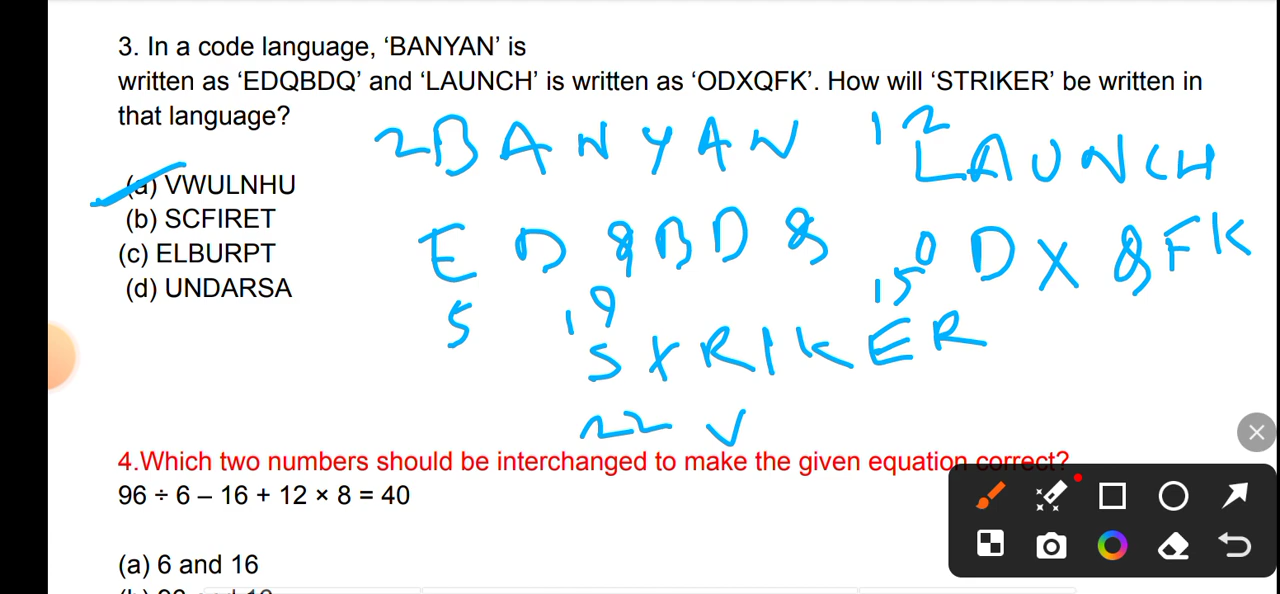 3. In a code language, ‘BANYAN’ is
written as ‘EDQBDQ’ and ‘LAUNCH’ is written as ‘ODXQFK’. How will ‘STRIKER’ be written in
that language?
2 B A N Y A N 12 L A U N C H
(a) VWULNHU
(b) SCFIRET
E D Q B D Q O D X Q F K
(c) ELBURPT
(d) UNDARSA
5 19 15
S T R I K E R
22 V
4.Which two numbers should be interchanged to make the given equation correct?
96 ÷ 6 – 16 + 12 × 8 = 40
(a) 6 and 16